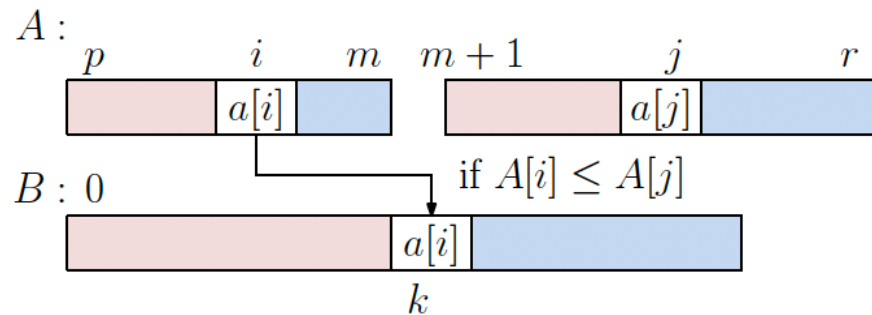 A :
p i m m + 1 j r
a[i] a[j]
if A[i] ≤ A[j]
B : 0
a[i]
k